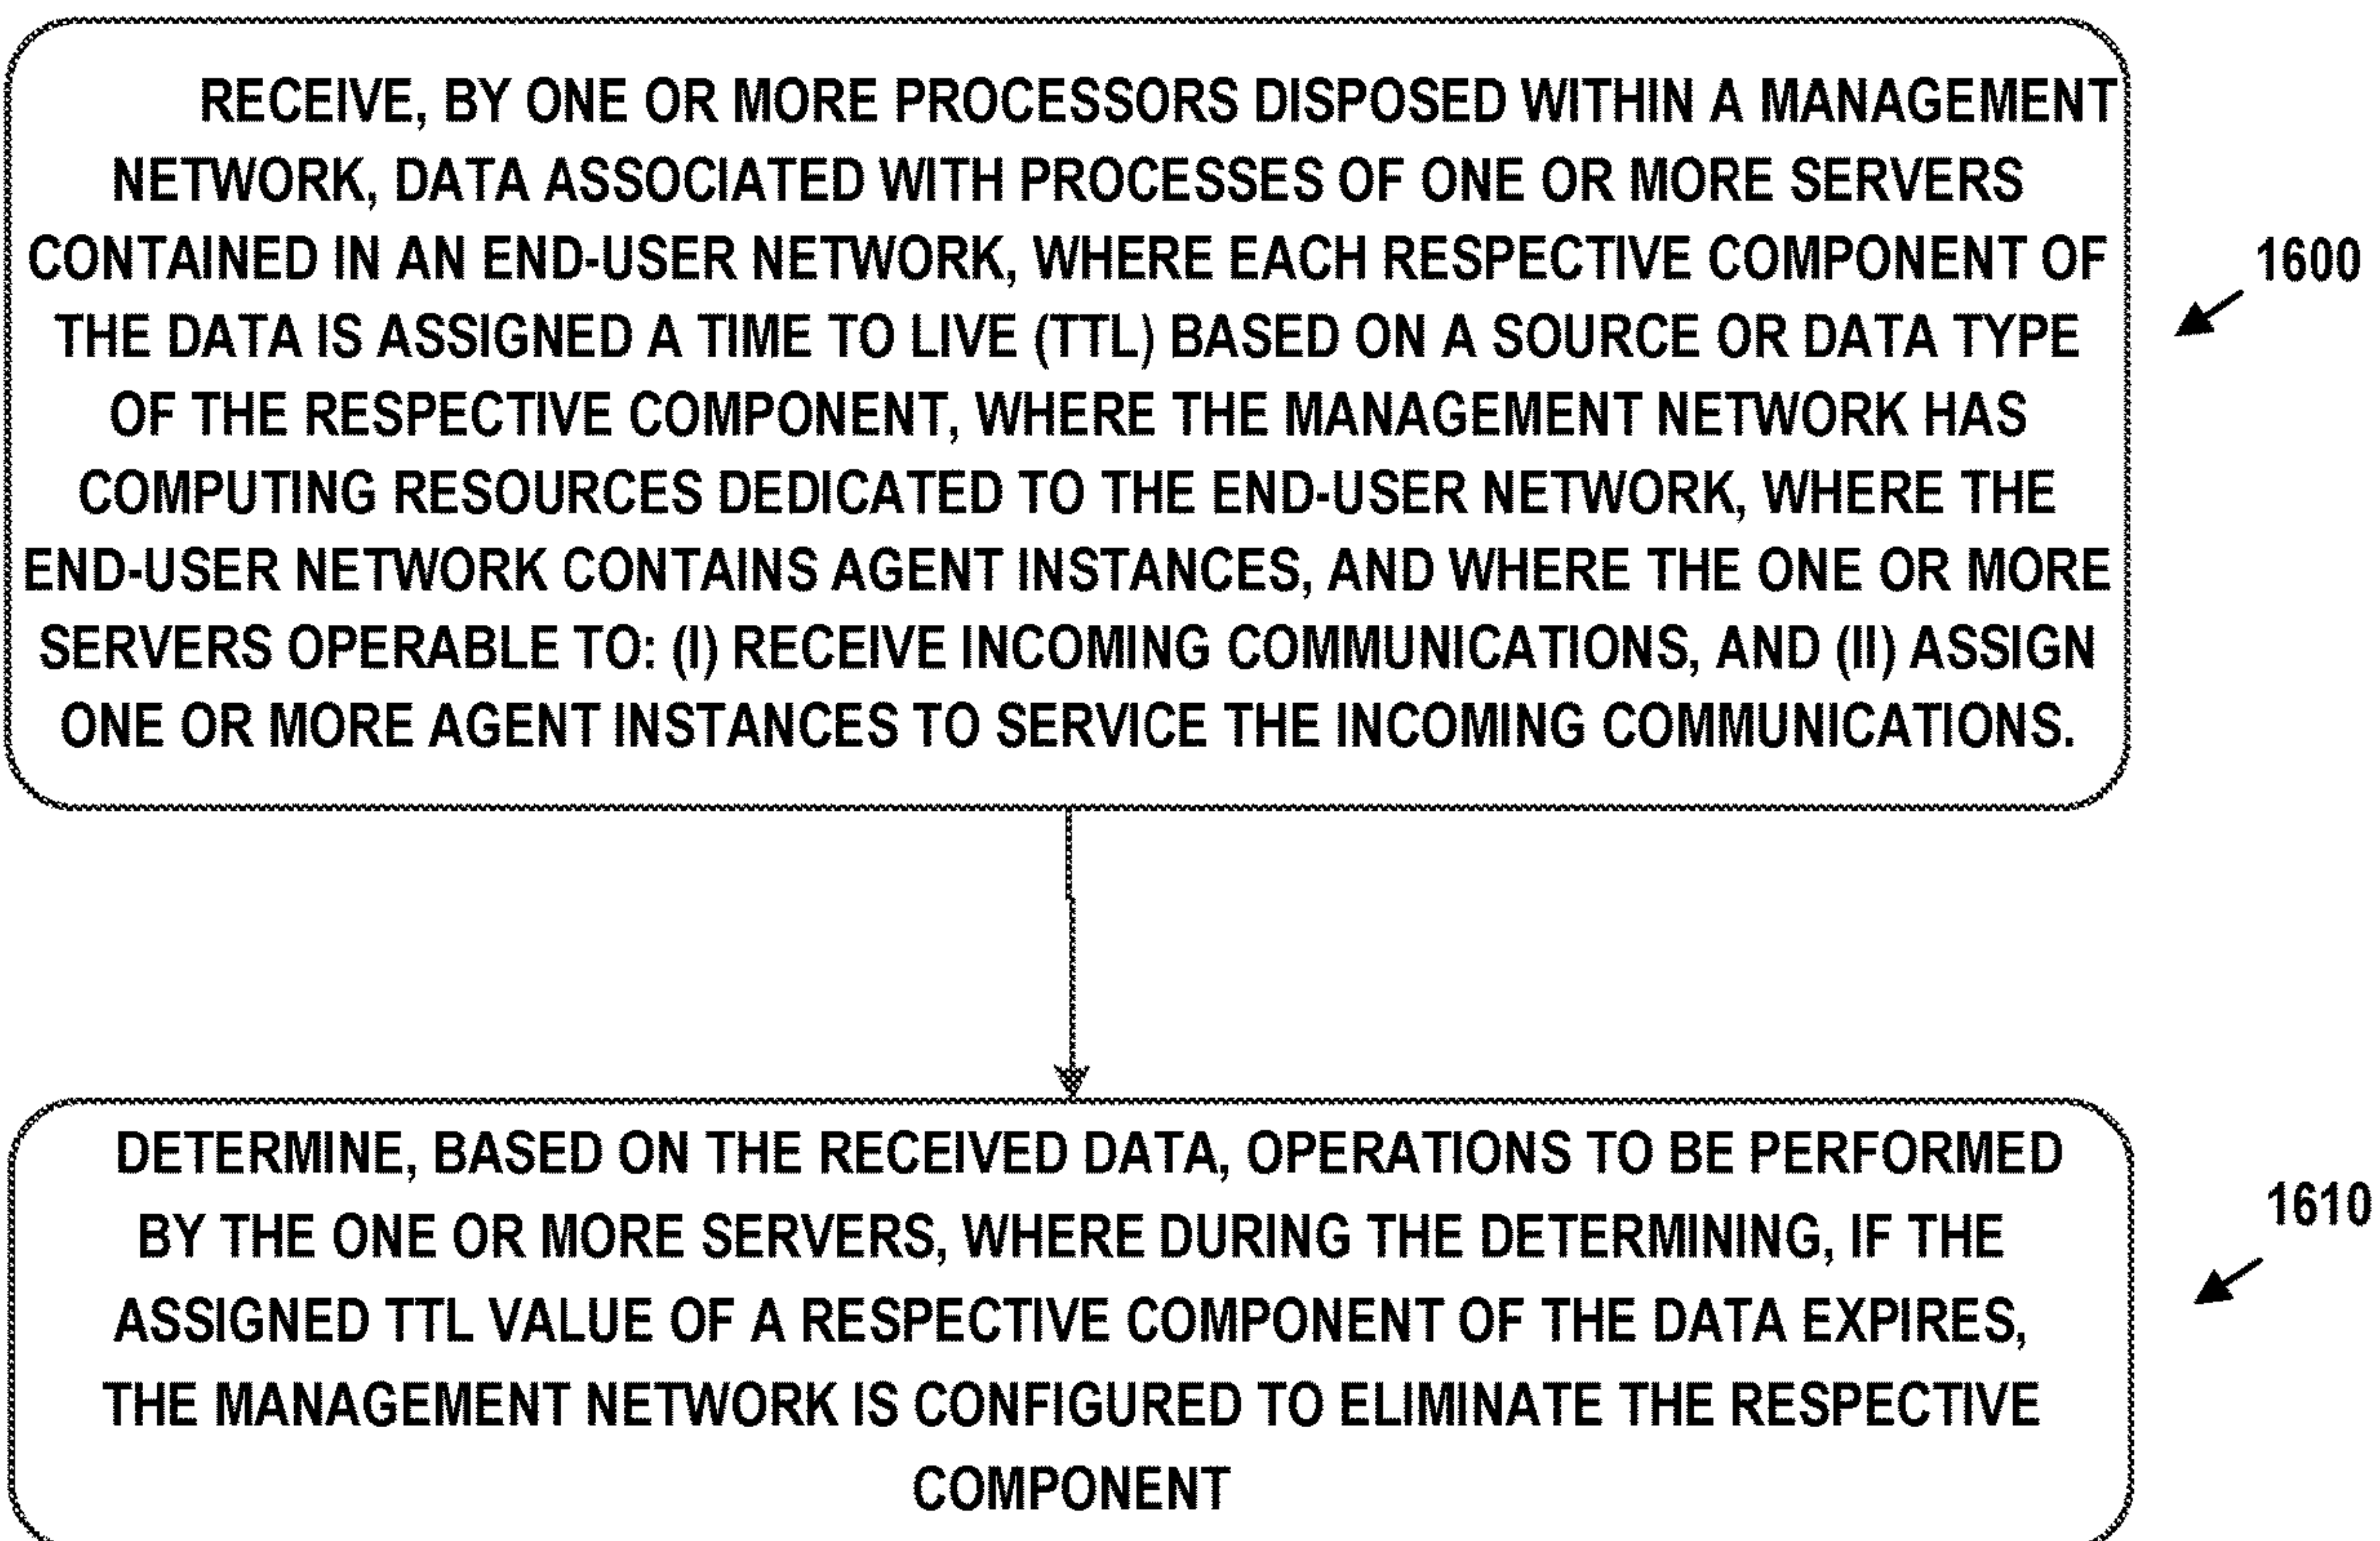 RECEIVE, BY ONE OR MORE PROCESSORS DISPOSED WITHIN A MANAGEMENT
NETWORK, DATA ASSOCIATED WITH PROCESSES OF ONE OR MORE SERVERS
CONTAINED IN AN END-USER NETWORK, WHERE EACH RESPECTIVE COMPONENT OF
THE DATA IS ASSIGNED A TIME TO LIVE (TTL) BASED ON A SOURCE OR DATA TYPE
OF THE RESPECTIVE COMPONENT, WHERE THE MANAGEMENT NETWORK HAS
COMPUTING RESOURCES DEDICATED TO THE END-USER NETWORK, WHERE THE
END-USER NETWORK CONTAINS AGENT INSTANCES, AND WHERE THE ONE OR MORE
SERVERS OPERABLE TO: (I) RECEIVE INCOMING COMMUNICATIONS, AND (II) ASSIGN
ONE OR MORE AGENT INSTANCES TO SERVICE THE INCOMING COMMUNICATIONS.
1600
DETERMINE, BASED ON THE RECEIVED DATA, OPERATIONS TO BE PERFORMED
BY THE ONE OR MORE SERVERS, WHERE DURING THE DETERMINING, IF THE
ASSIGNED TTL VALUE OF A RESPECTIVE COMPONENT OF THE DATA EXPIRES,
THE MANAGEMENT NETWORK IS CONFIGURED TO ELIMINATE THE RESPECTIVE
COMPONENT
1610